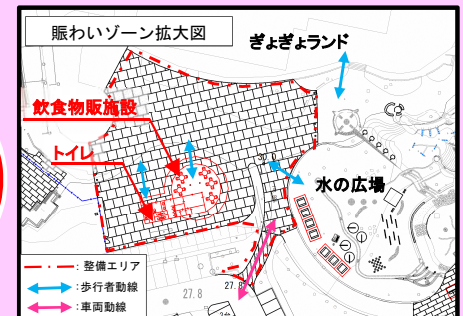 賑わいゾーン拡大図
ぎょぎょランド
飲食物販施設
トイレ
30
水の広場
27.8
27.8
整備エリア
:歩行者動線
:車両動線